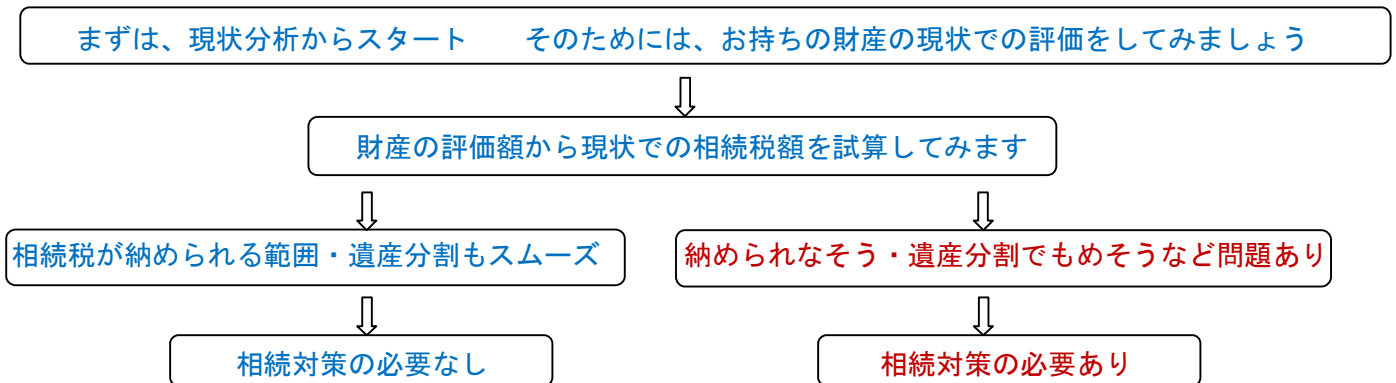 まずは、現状分析からスタート　　そのためには、お持ちの財産の現状での評価をしてみましょう
財産の評価額から現状での相続税額を試算してみます
相続税が納められる範囲・遺産分割もスムーズ
納められなそう・遺産分割でもめそうなど問題あり
相続対策の必要なし
相続対策の必要あり